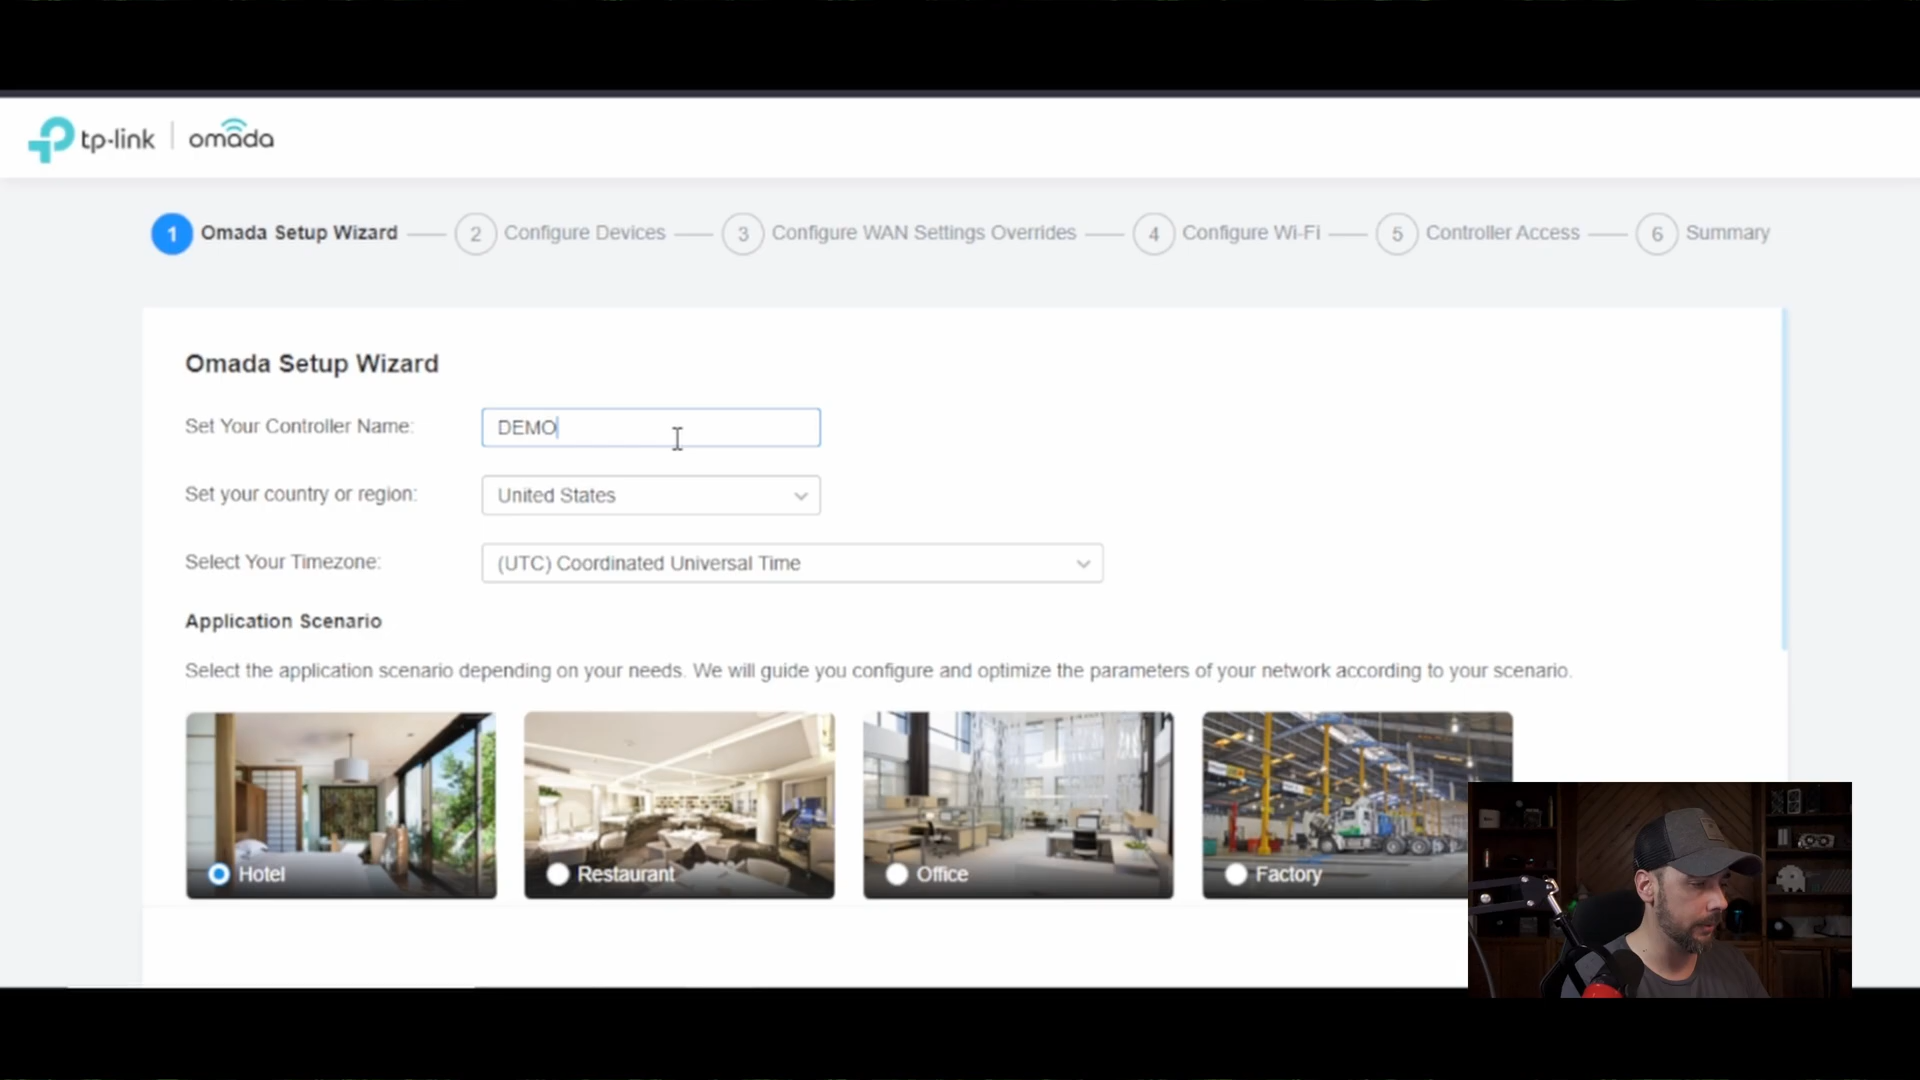 tp-link | omada
1 Omada Setup Wizard 2 Configure Devices 3 Configure WAN Settings Overrides 4 Configure Wi-Fi 5 Controller Access 6 Summary
Omada Setup Wizard
Set Your Controller Name: DEMO
Set your country or region: United States
Select Your Timezone: (UTC) Coordinated Universal Time
Application Scenario
Select the application scenario depending on your needs. We will guide you configure and optimize the parameters of your network according to your scenario.
Hotel Restaurant Office Factory